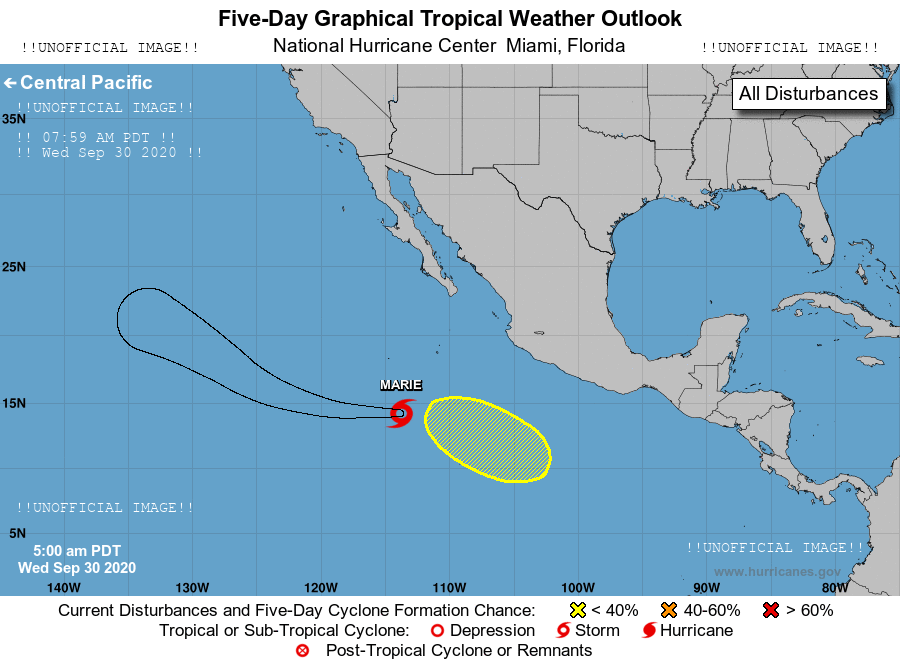 Five-Day Graphical Tropical Weather Outlook
!!UNOFFICIAL IMAGE!! National Hurricane Center Miami, Florida !!UNOFFICIAL IMAGE!!
Central Pacific
All Disturbances
!!UNOFFICIAL IMAGE!!
35N
!! 07:59 AM PDT !!
!! Wed Sep 30 2020 !!
25N
MARIE
15N
!!UNOFFICIAL IMAGE!!
5N
!!UNOFFICIAL IMAGE!!
5:00 am PDT
Wed Sep 30 2020
www.hurricanes.gov
140W 130W 120W 110W 100W 90W 80W
Current Disturbances and Five-Day Cyclone Formation Chance: < 40% 40-60% > 60%
Tropical or Sub-Tropical Cyclone: Depression Storm Hurricane
Post-Tropical Cyclone or Remnants